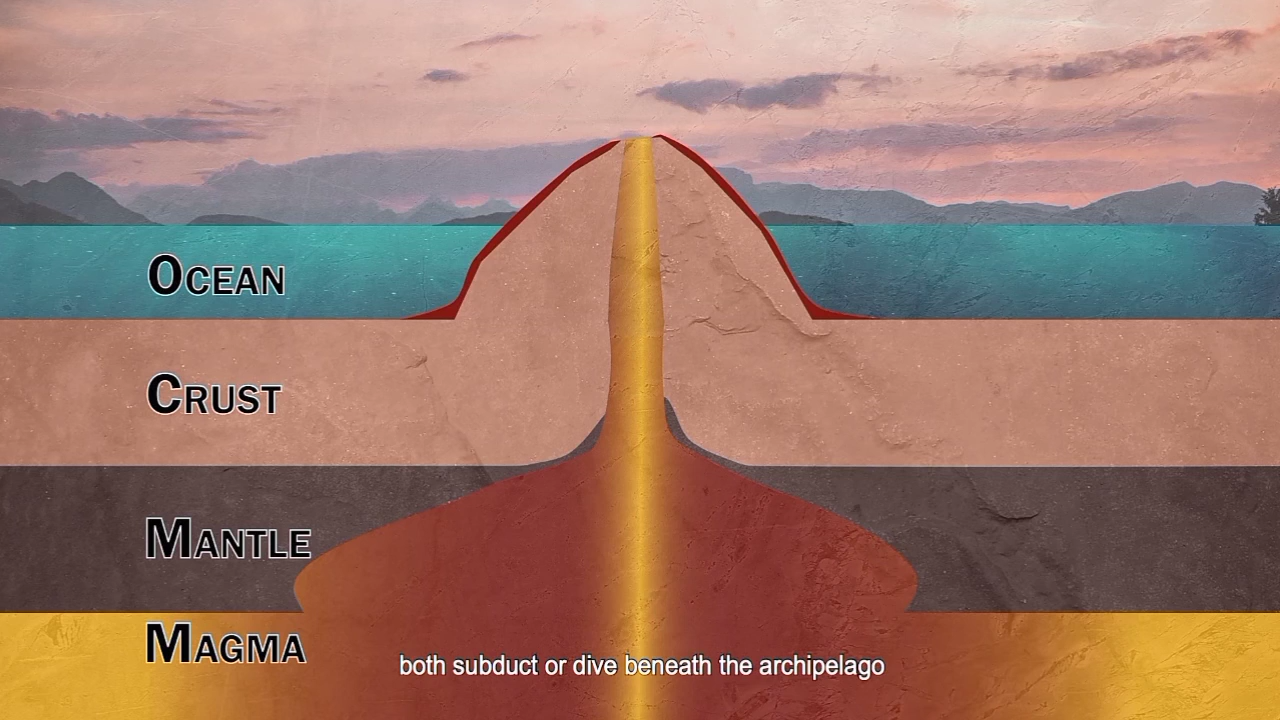 Ocean
Crust
Mantle
Magma
both subduct or dive beneath the archipelago